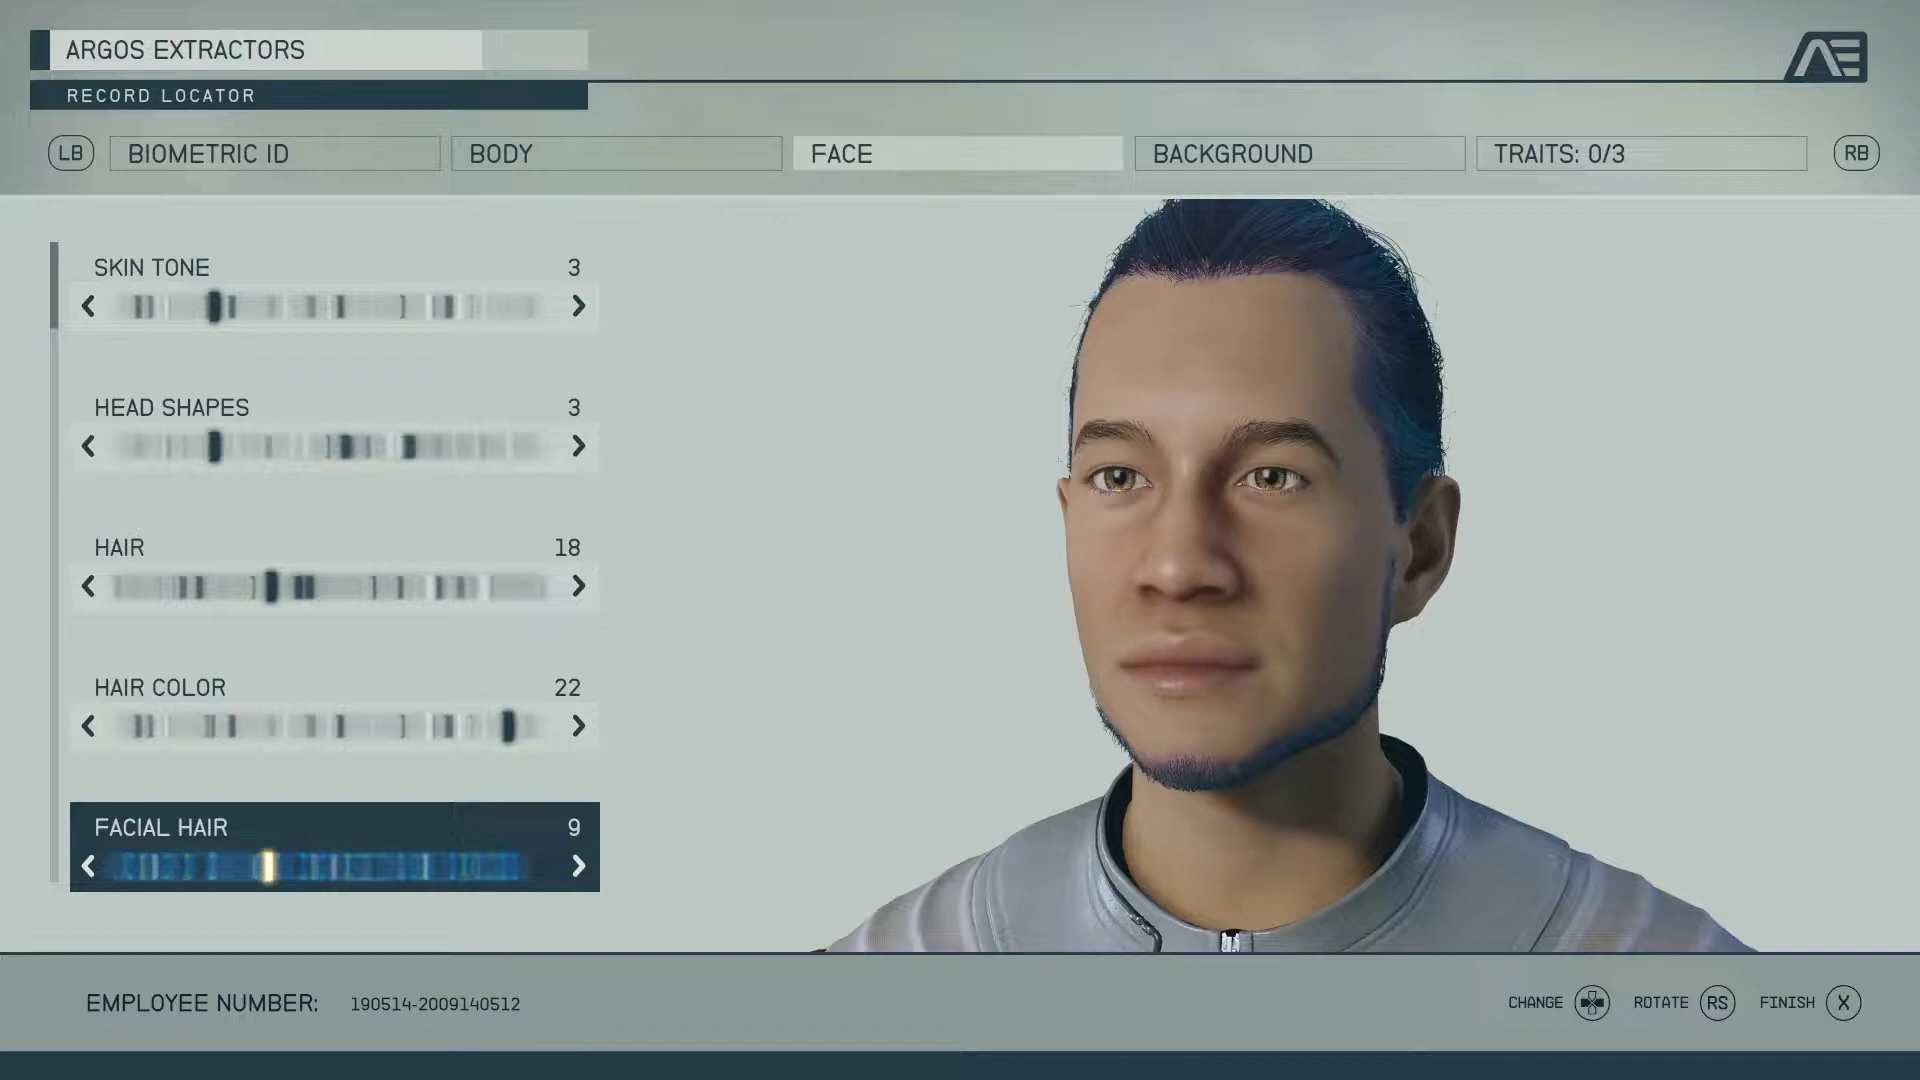 ARGOS EXTRACTORS
AE
RECORD LOCATOR
LB BIOMETRIC ID BODY FACE BACKGROUND TRAITS: 0/3 RB
SKIN TONE 3
HEAD SHAPES 3
HAIR 18
HAIR COLOR 22
FACIAL HAIR 9
EMPLOYEE NUMBER: 190514-2009140512
CHANGE ROTATE RS FINISH X